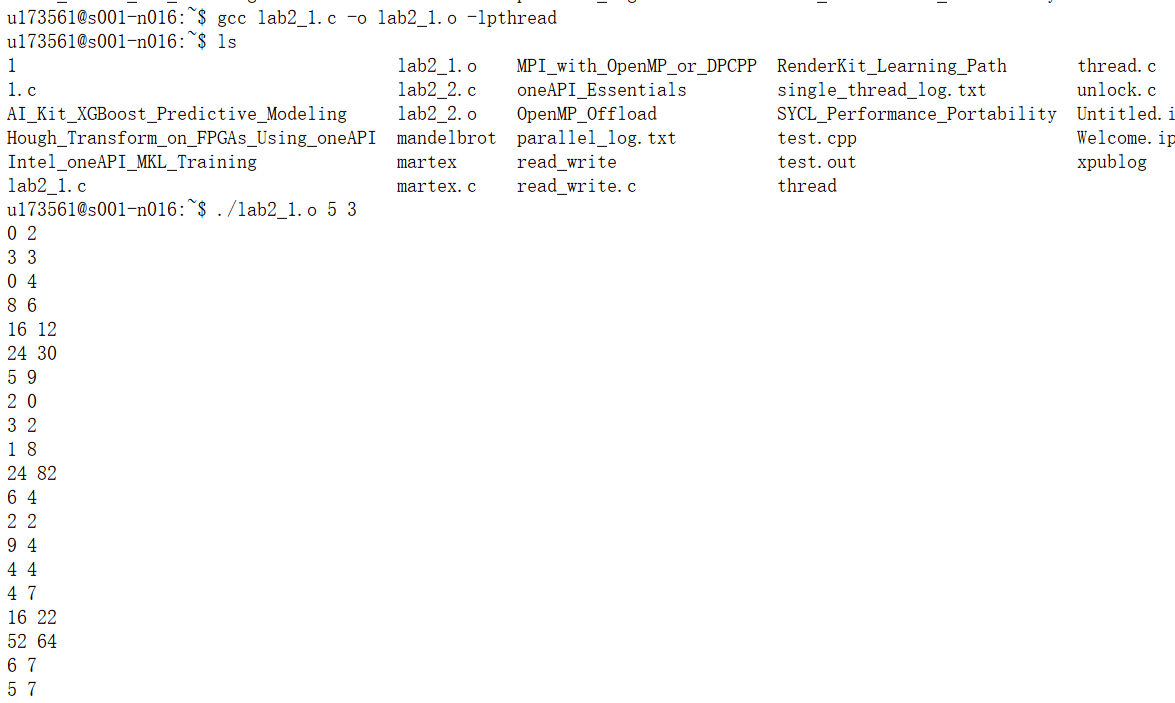 u173561@s001-n016:~$ gcc lab2_1.c -o lab2_1.o -lpthread
u173561@s001-n016:~$ ls
1 lab2_1.o MPI_with_OpenMP_or_DPCPP RenderKit_Learning_Path thread.c
1.c lab2_2.c oneAPI_Essentials single_thread_log.txt unlock.c
AI_Kit_XGBoost_Predictive_Modeling lab2_2.o OpenMP_Offload SYCL_Performance_Portability Untitled.i
Hough_Transform_on_FPGAs_Using_oneAPI mandelbrot parallel_log.txt test.cpp Welcome.ip
Intel_oneAPI_MKL_Training martex read_write test.out xpublog
lab2_1.c martex.c read_write.c thread
u173561@s001-n016:~$ ./lab2_1.o 5 3
0 2
3 3
0 4
8 6
16 12
24 30
5 9
2 0
3 2
1 8
24 82
6 4
2 2
9 4
4 4
4 7
16 22
52 64
6 7
5 7